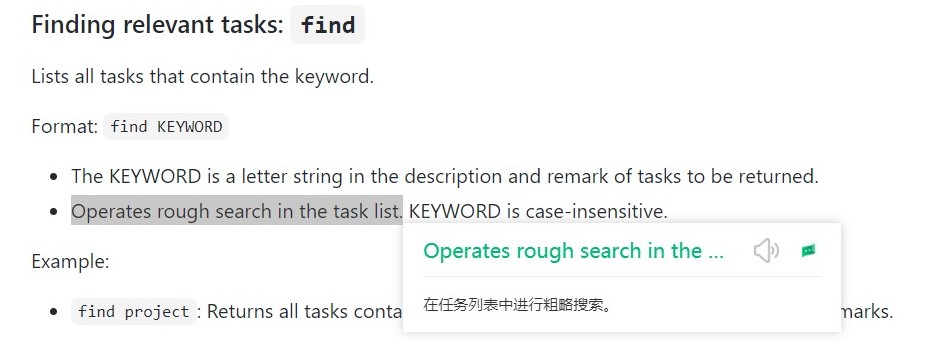 Finding relevant tasks: find
Lists all tasks that contain the keyword.
Format: find KEYWORD
The KEYWORD is a letter string in the description and remark of tasks to be returned.
Operates rough search in the task list. KEYWORD is case-insensitive.
Operates rough search in the ...
Example:
在任务列表中进行粗略搜索。
find project: Returns all tasks conta
marks.